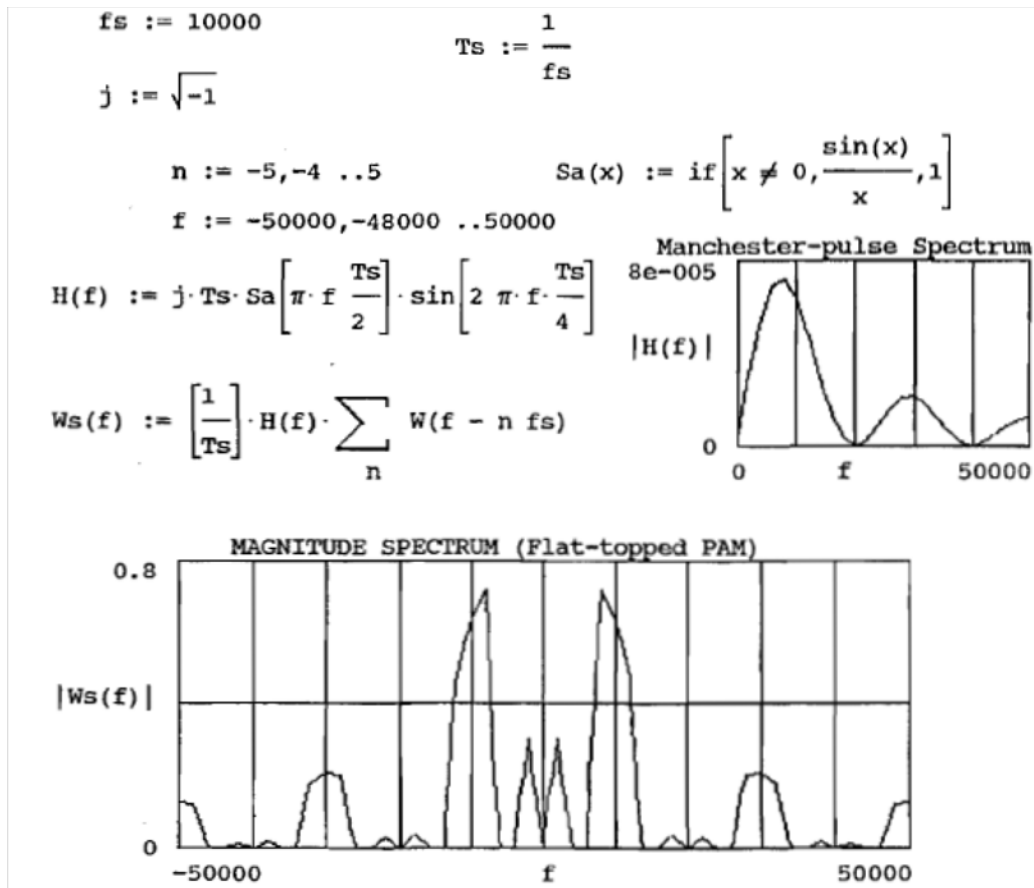 fs := 10000
Ts := 1/fs
j := √-1
n := -5,-4 ..5
Sa(x) := if[x ≠ 0, sin(x)/x, 1]
f := -50000,-48000 ..50000
Manchester-pulse Spectrum
8e-005
H(f) := j· Ts· Sa[π· f Ts/2]· sin[2 π· f· Ts/4]
|H(f)|
Ws(f) := [1/Ts]· H(f)· ∑ W(f - n fs)
n
0
0 f 50000
MAGNITUDE SPECTRUM (Flat-topped PAM)
0.8
|Ws(f)|
0
-50000 f 50000